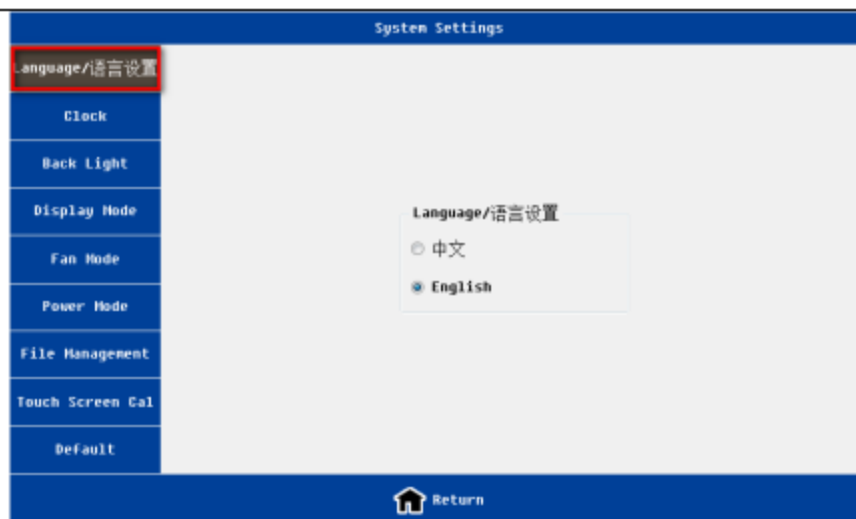 System Settings
Language/语言设置
Clock
Back Light
Display Mode
Fan Mode
Power Mode
File Management
Touch Screen Cal
Default
Language/语言设置
中文
English
Return